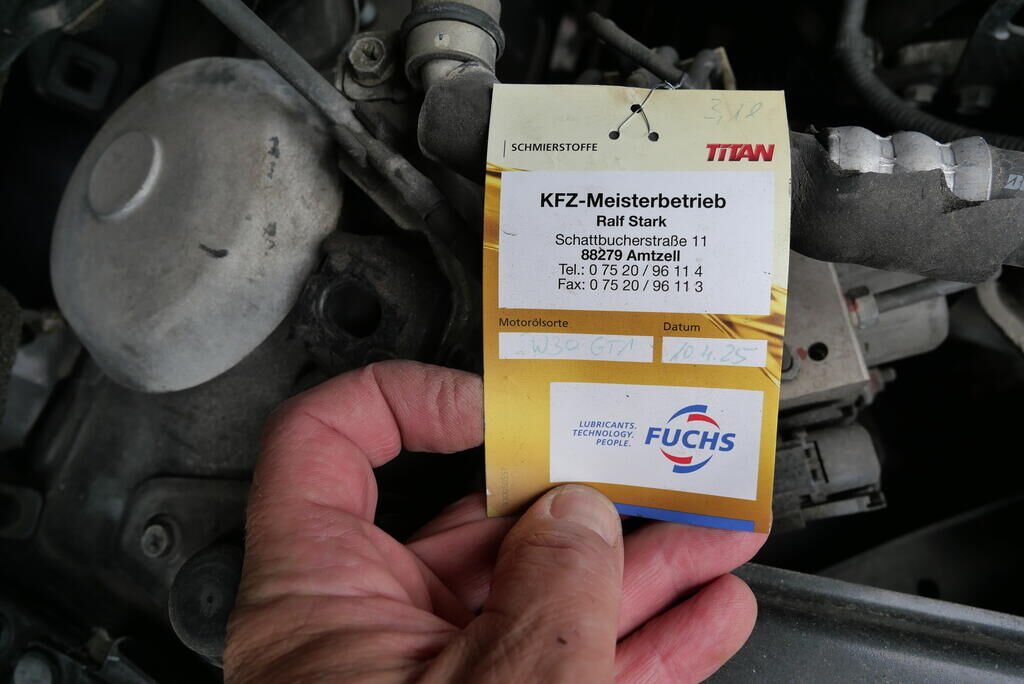 3,1l
SCHMIERSTOFFE
TITAN
KFZ-Meisterbetrieb
Ralf Stark
Schattbucherstraße 11
88279 Amtzell
Tel.: 0 75 20 / 96 11 4
Fax: 0 75 20 / 96 11 3
Motorölsorte
Datum
W30 GT1
10.4.25
LUBRICANTS.
TECHNOLOGY.
PEOPLE.
FUCHS